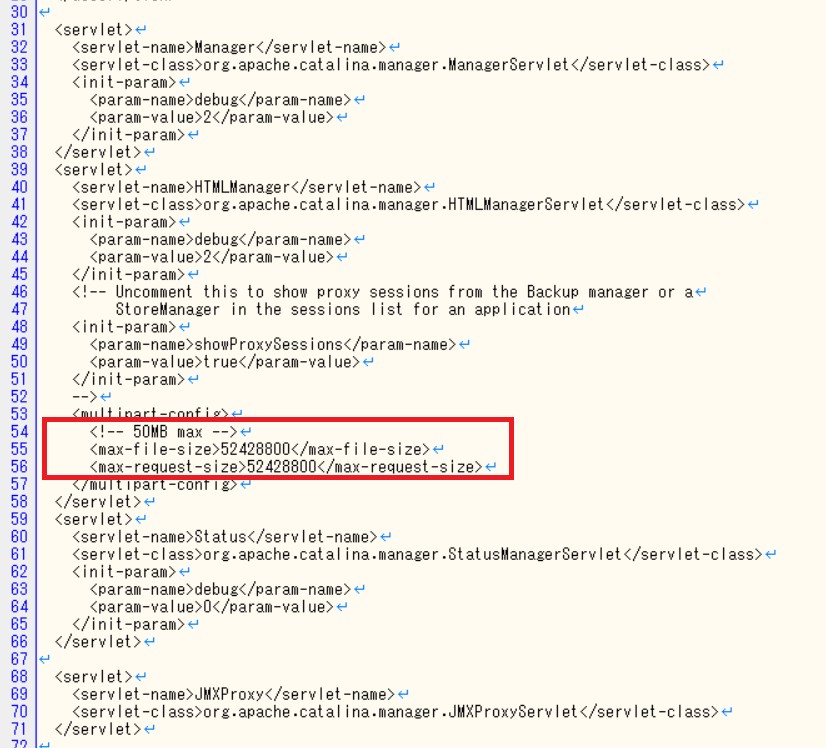 30 ↵
31 <servlet>↵
32 <servlet-name>Manager</servlet-name>↵
33 <servlet-class>org.apache.catalina.manager.ManagerServlet</servlet-class>↵
34 <init-param>↵
35 <param-name>debug</param-name>↵
36 <param-value>2</param-value>↵
37 </init-param>↵
38 </servlet>↵
39 <servlet>↵
40 <servlet-name>HTMLManager</servlet-name>↵
41 <servlet-class>org.apache.catalina.manager.HTMLManagerServlet</servlet-class>↵
42 <init-param>↵
43 <param-name>debug</param-name>↵
44 <param-value>2</param-value>↵
45 </init-param>↵
46 <!-- Uncomment this to show proxy sessions from the Backup manager or a↵
47 StoreManager in the sessions list for an application↵
48 <init-param>↵
49 <param-name>showProxySessions</param-name>↵
50 <param-value>true</param-value>↵
51 </init-param>↵
52 -->↵
53 <multipart-config>↵
54 <!-- 50MB max -->↵
55 <max-file-size>52428800</max-file-size>↵
56 <max-request-size>52428800</max-request-size>↵
57 </multipart-config>↵
58 </servlet>↵
59 <servlet>↵
60 <servlet-name>Status</servlet-name>↵
61 <servlet-class>org.apache.catalina.manager.StatusManagerServlet</servlet-class>↵
62 <init-param>↵
63 <param-name>debug</param-name>↵
64 <param-value>0</param-value>↵
65 </init-param>↵
66 </servlet>↵
67 ↵
68 <servlet>↵
69 <servlet-name>JMXProxy</servlet-name>↵
70 <servlet-class>org.apache.catalina.manager.JMXProxyServlet</servlet-class>↵
71 </servlet>↵
72 ↵